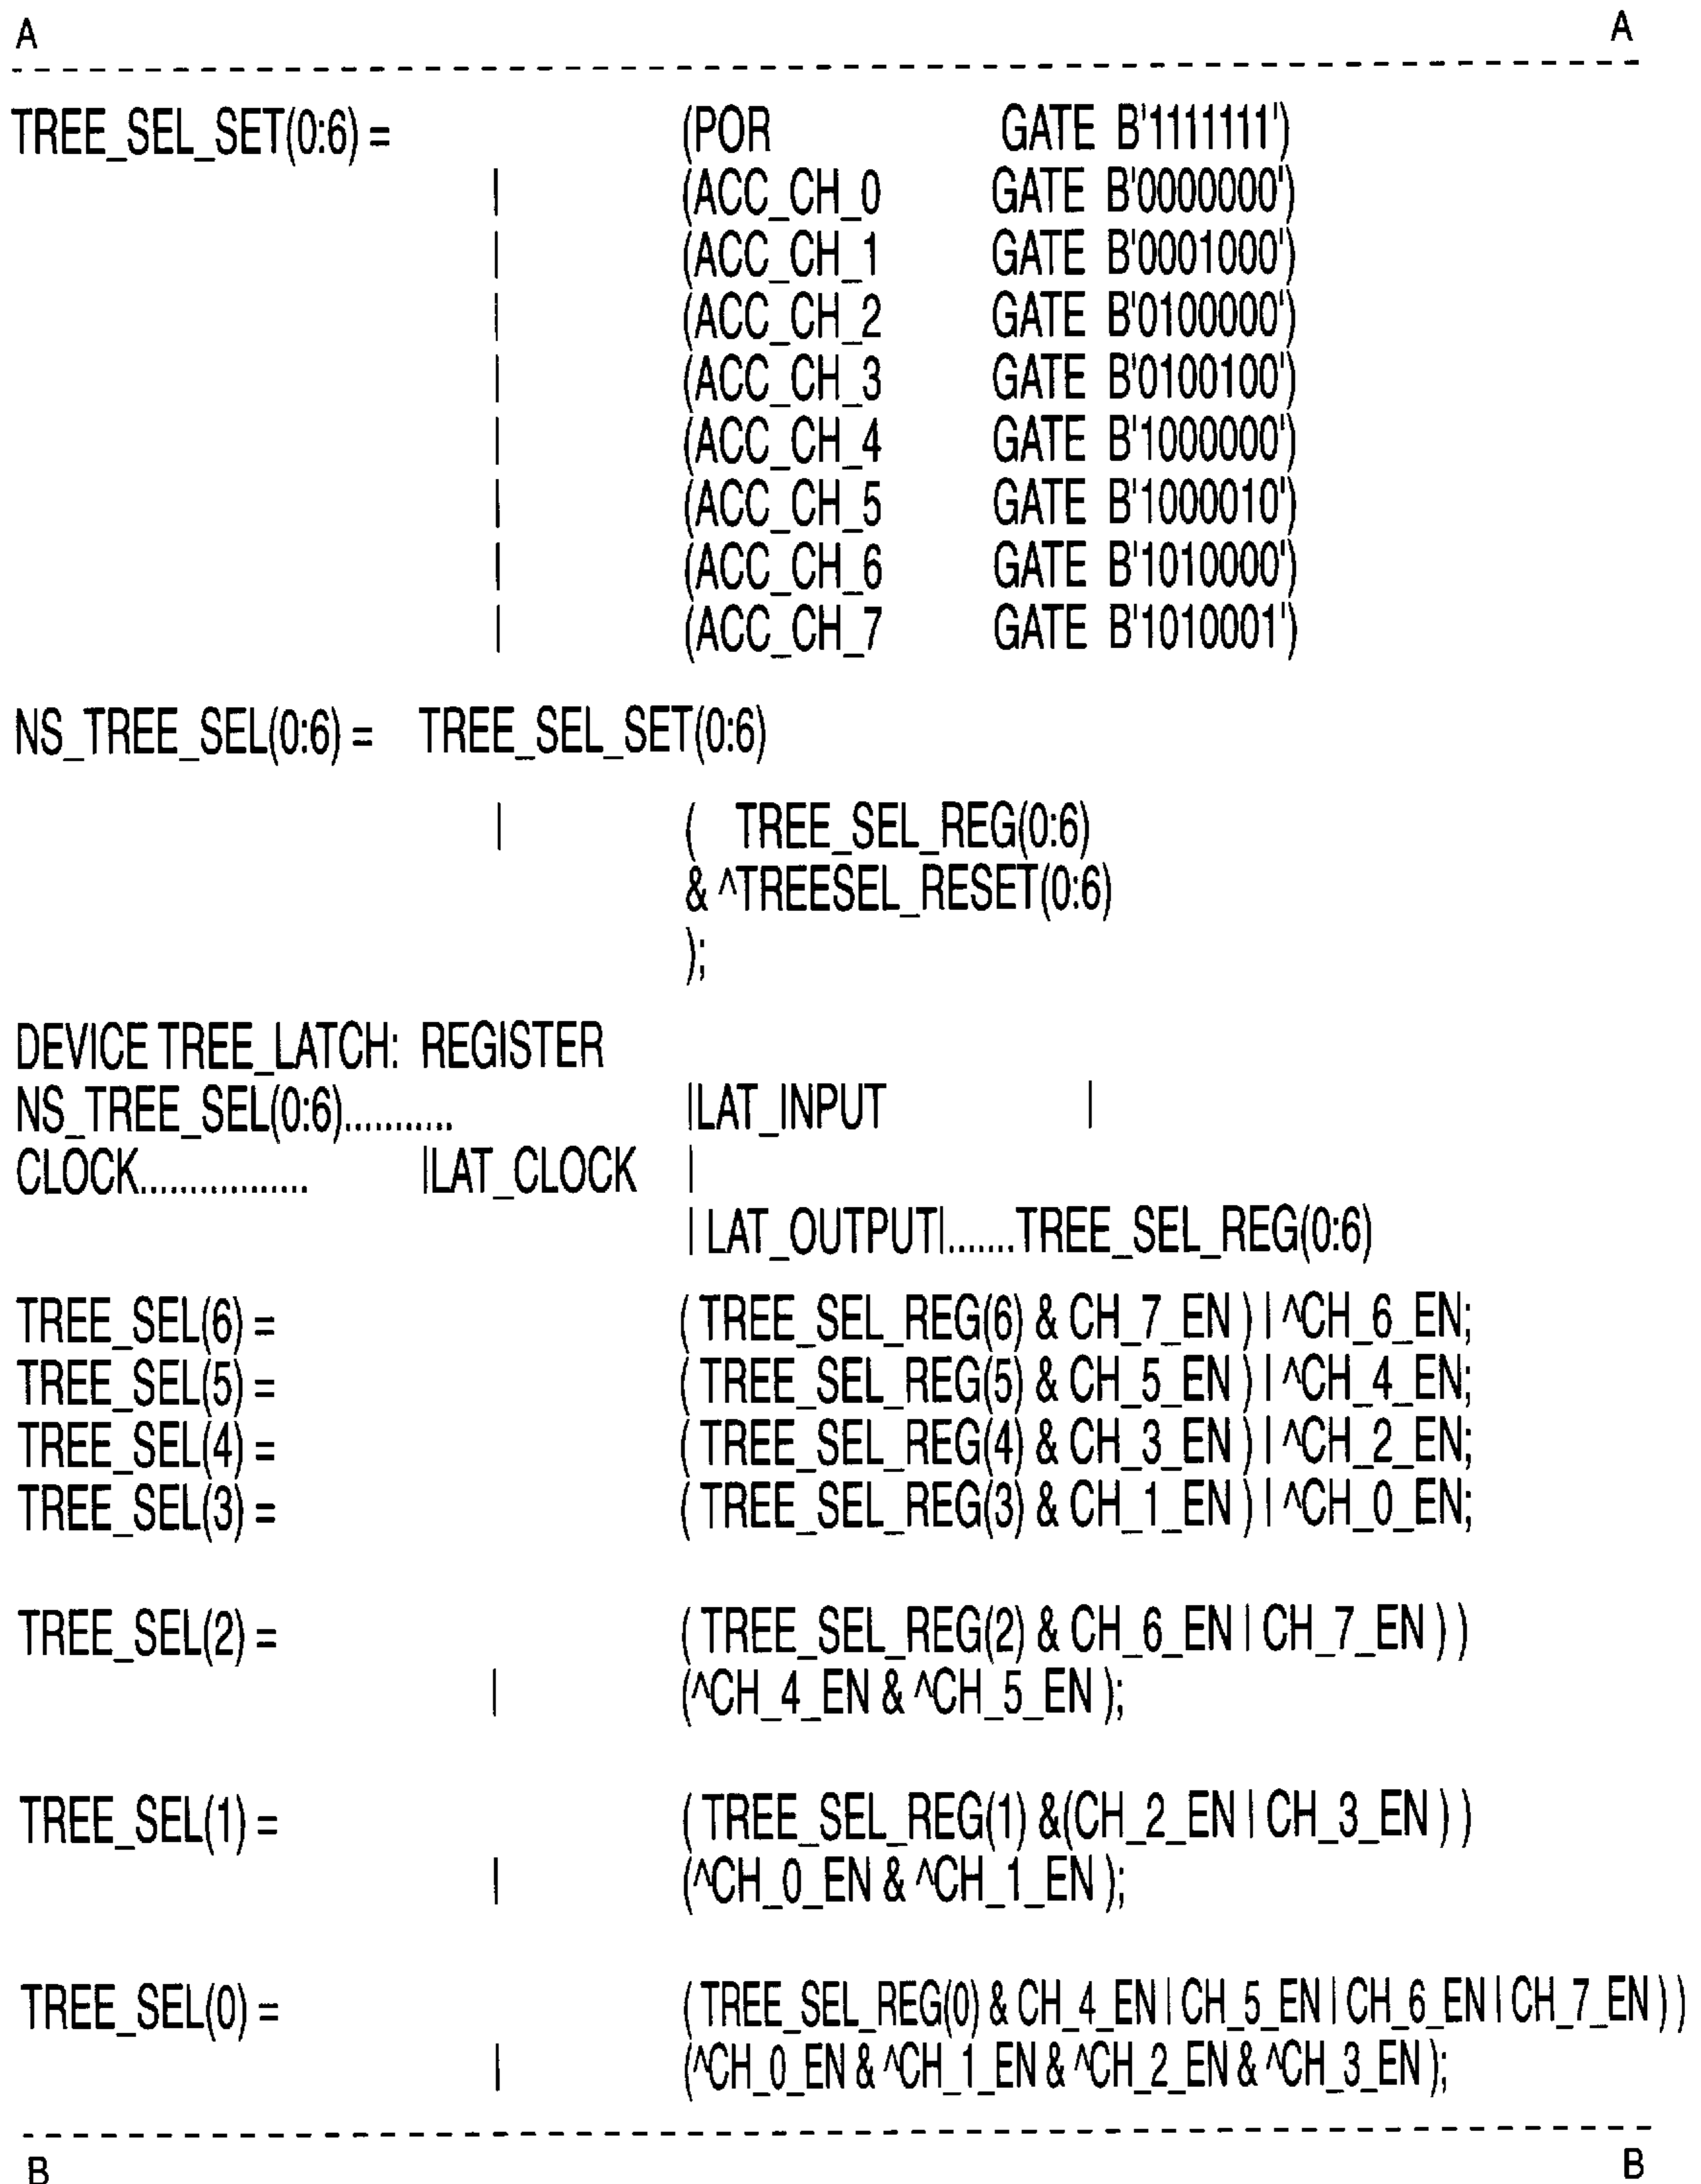 A A
TREE_SEL_SET(0:6) = (POR GATE B'1111111')
| (ACC_CH_0 GATE B'0000000')
| (ACC_CH_1 GATE B'0001000')
| (ACC_CH_2 GATE B'0100000')
| (ACC_CH_3 GATE B'0100100')
| (ACC_CH_4 GATE B'1000000')
| (ACC_CH_5 GATE B'1000010')
| (ACC_CH_6 GATE B'1010000')
| (ACC_CH_7 GATE B'1010001')
NS_TREE_SEL(0:6) = TREE_SEL_SET(0:6)
| ( TREE_SEL_REG(0:6)
& ^TREESEL_RESET(0:6)
);
DEVICE TREE_LATCH: REGISTER
NS_TREE_SEL(0:6)........... |LAT_INPUT |
CLOCK................. |LAT_CLOCK |
| LAT_OUTPUT|.......TREE_SEL_REG(0:6)
TREE_SEL(6) = ( TREE_SEL_REG(6) & CH_7_EN ) | ^CH_6_EN;
TREE_SEL(5) = ( TREE_SEL_REG(5) & CH_5_EN ) | ^CH_4_EN;
TREE_SEL(4) = ( TREE_SEL_REG(4) & CH_3_EN ) | ^CH_2_EN;
TREE_SEL(3) = ( TREE_SEL_REG(3) & CH_1_EN ) | ^CH_0_EN;
TREE_SEL(2) = ( TREE_SEL_REG(2) & CH_6_EN | CH_7_EN ) )
| (^CH_4_EN & ^CH_5_EN );
TREE_SEL(1) = ( TREE_SEL_REG(1) &(CH_2_EN | CH_3_EN ) )
| (^CH_0_EN & ^CH_1_EN );
TREE_SEL(0) = ( TREE_SEL_REG(0) & CH_4_EN | CH_5_EN | CH_6_EN | CH_7_EN ) )
| (^CH_0_EN & ^CH_1_EN & ^CH_2_EN & ^CH_3_EN );
B B